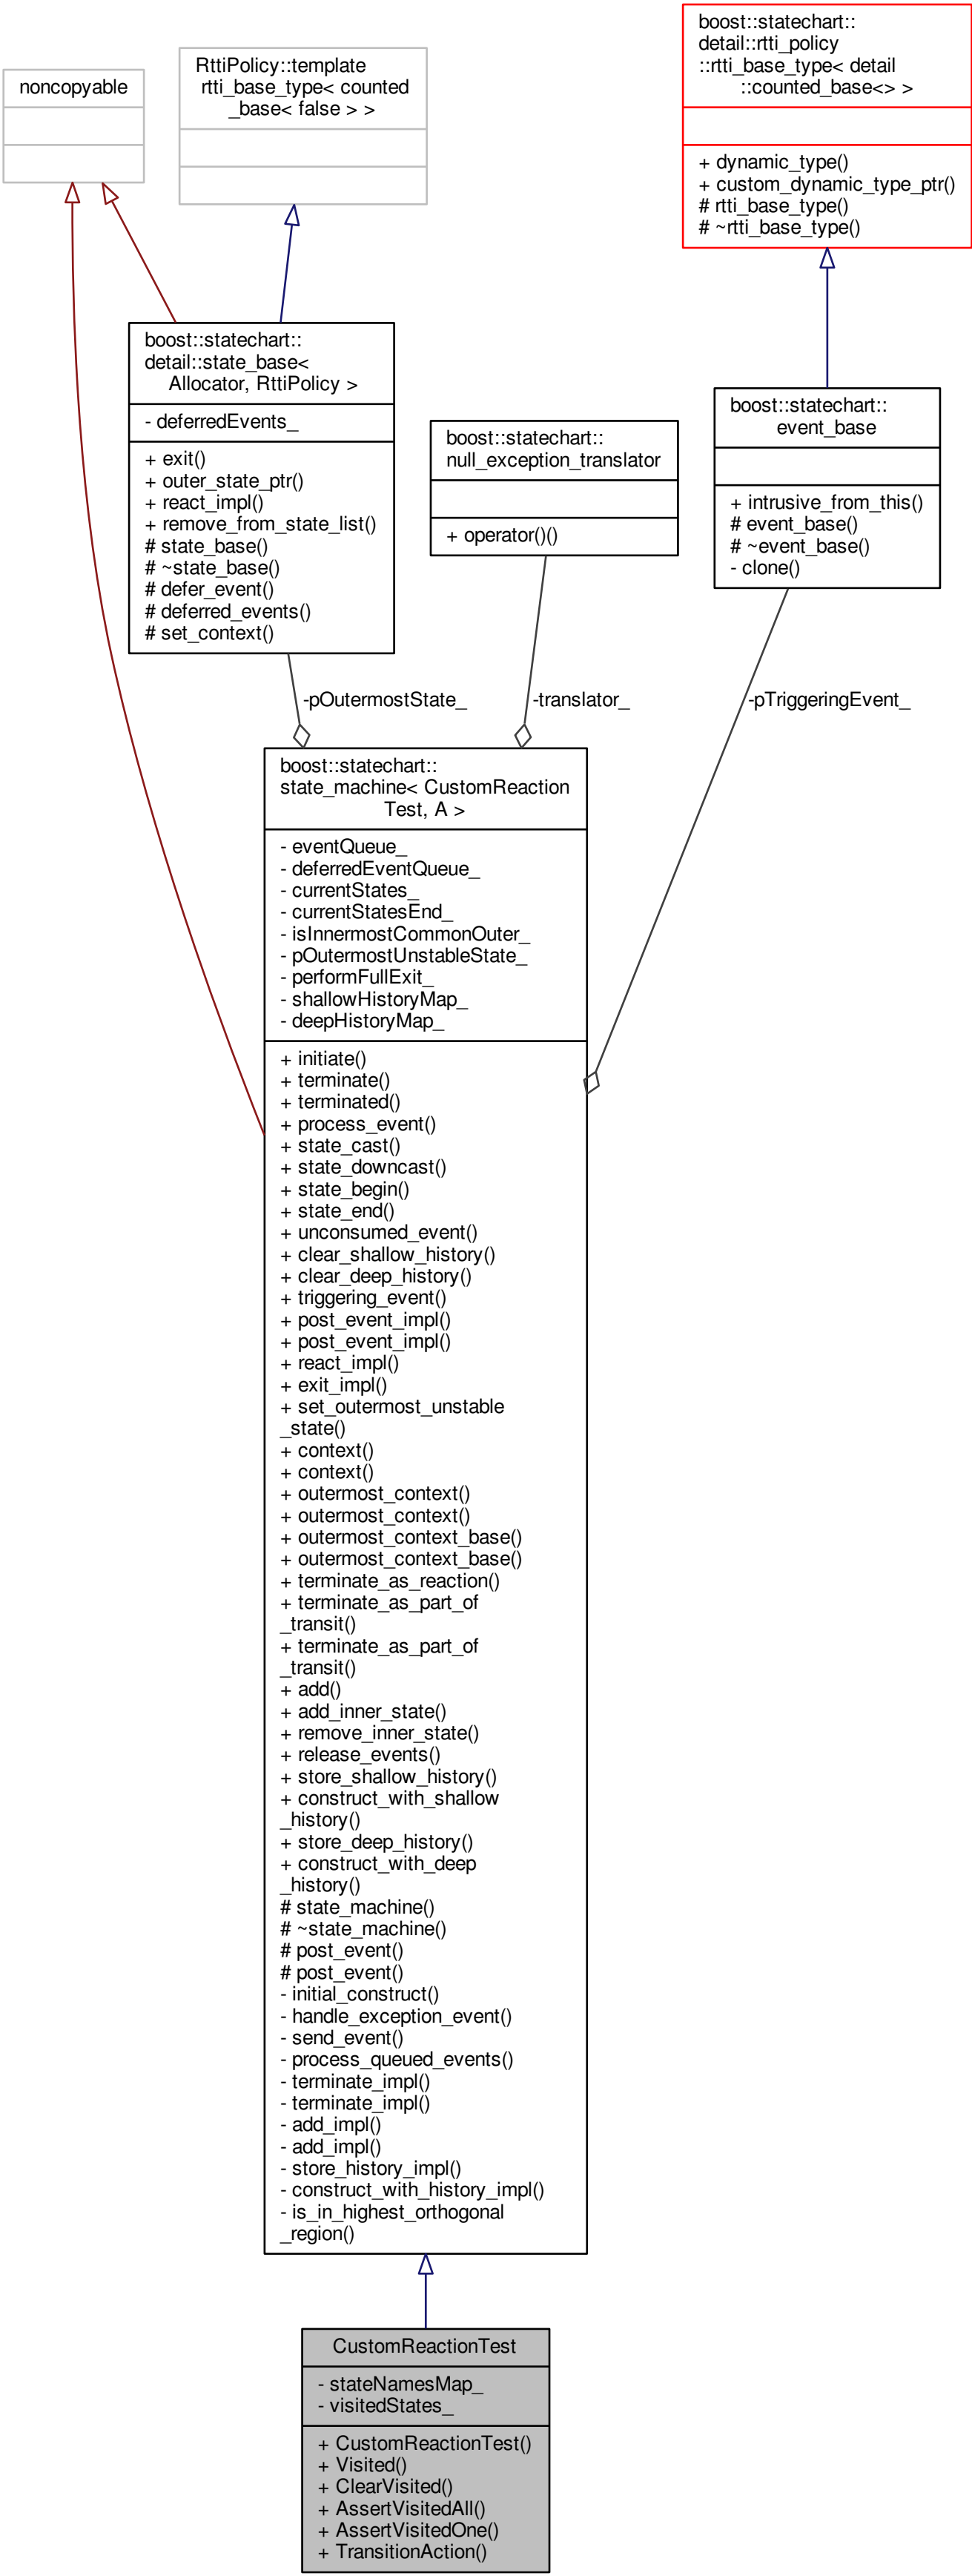 boost::statechart::
detail::rtti_policy
::rtti_base_type< detail
::counted_base<> >
+ dynamic_type()
+ custom_dynamic_type_ptr()
# rtti_base_type()
# ~rtti_base_type()
RttiPolicy::template
rtti_base_type< counted
_base< false > >
noncopyable
boost::statechart::
detail::state_base<
Allocator, RttiPolicy >
- deferredEvents_
+ exit()
+ outer_state_ptr()
+ react_impl()
+ remove_from_state_list()
# state_base()
# ~state_base()
# defer_event()
# deferred_events()
# set_context()
boost::statechart::
null_exception_translator
+ operator()()
boost::statechart::
event_base
+ intrusive_from_this()
# event_base()
# ~event_base()
- clone()
-pOutermostState_
-translator_
-pTriggeringEvent_
boost::statechart::
state_machine< CustomReaction
Test, A >
- eventQueue_
- deferredEventQueue_
- currentStates_
- currentStatesEnd_
- isInnermostCommonOuter_
- pOutermostUnstableState_
- performFullExit_
- shallowHistoryMap_
- deepHistoryMap_
+ initiate()
+ terminate()
+ terminated()
+ process_event()
+ state_cast()
+ state_downcast()
+ state_begin()
+ state_end()
+ unconsumed_event()
+ clear_shallow_history()
+ clear_deep_history()
+ triggering_event()
+ post_event_impl()
+ post_event_impl()
+ react_impl()
+ exit_impl()
+ set_outermost_unstable
_state()
+ context()
+ context()
+ outermost_context()
+ outermost_context()
+ outermost_context_base()
+ outermost_context_base()
+ terminate_as_reaction()
+ terminate_as_part_of
_transit()
+ terminate_as_part_of
_transit()
+ add()
+ add_inner_state()
+ remove_inner_state()
+ release_events()
+ store_shallow_history()
+ construct_with_shallow
_history()
+ store_deep_history()
+ construct_with_deep
_history()
# state_machine()
# ~state_machine()
# post_event()
# post_event()
- initial_construct()
- handle_exception_event()
- send_event()
- process_queued_events()
- terminate_impl()
- terminate_impl()
- add_impl()
- add_impl()
- store_history_impl()
- construct_with_history_impl()
- is_in_highest_orthogonal
_region()
CustomReactionTest
- stateNamesMap_
- visitedStates_
+ CustomReactionTest()
+ Visited()
+ ClearVisited()
+ AssertVisitedAll()
+ AssertVisitedOne()
+ TransitionAction()